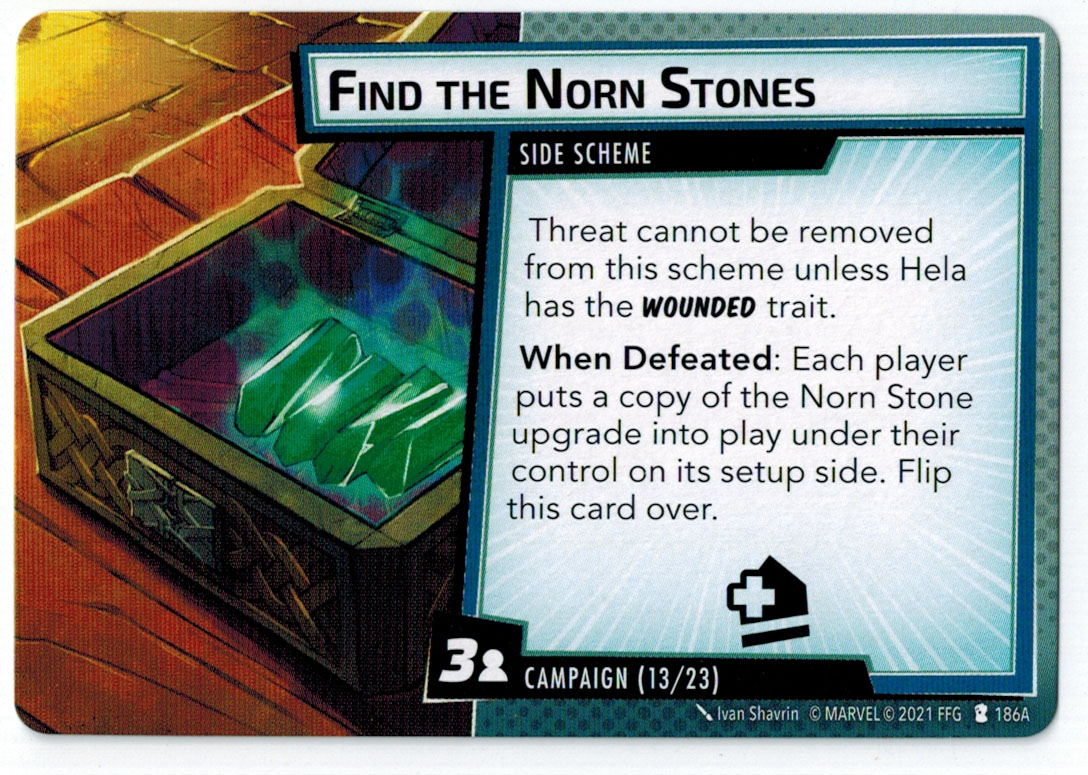 FIND THE NORN STONES
SIDE SCHEME
Threat cannot be removed
from this scheme unless Hela
has the WOUNDED trait.
When Defeated: Each player
puts a copy of the Norn Stone
upgrade into play under their
control on its setup side. Flip
this card over.
3
CAMPAIGN (13/23)
Ivan Shavrin © MARVEL © 2021 FFG 186A